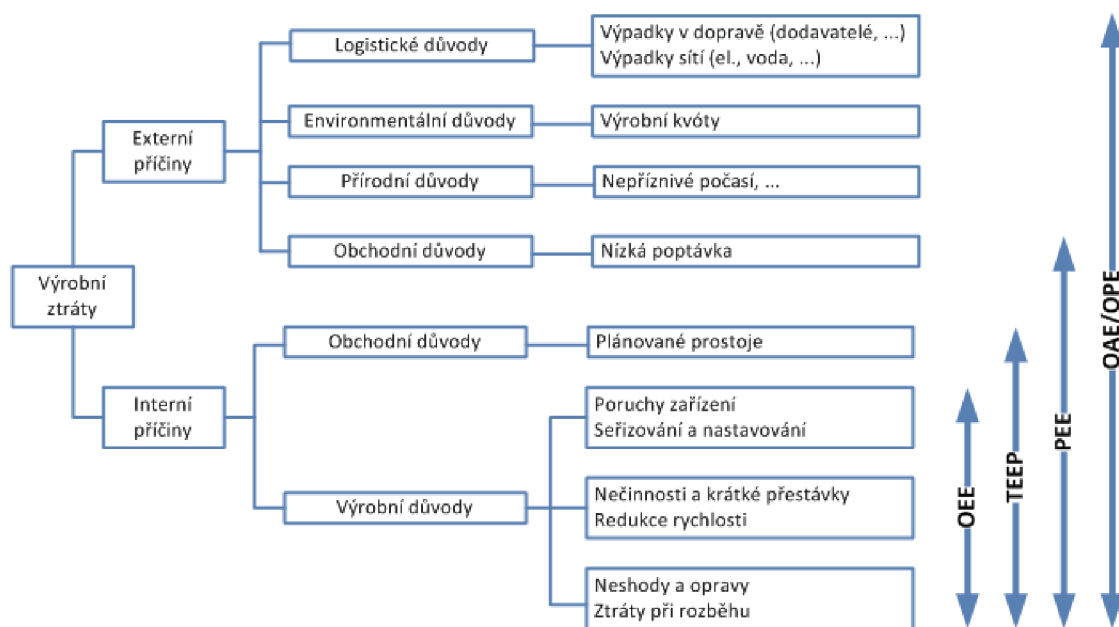 Výrobní
ztráty
Externí
příčiny
Logistické důvody
Výpadky v dopravě (dodavatelé, ...)
Výpadky sítí (el., voda, ...)
Environmentální důvody
Výrobní kvóty
Přírodní důvody
Nepříznivé počasí, ...
Obchodní důvody
Nízká poptávka
Interní
příčiny
Obchodní důvody
Plánované prostoje
Výrobní důvody
Poruchy zařízení
Seřizování a nastavování
Nečinnosti a krátké přestávky
Redukce rychlosti
Neshody a opravy
Ztráty při rozběhu
OEE
TEEP
PEE
OAE/OPE